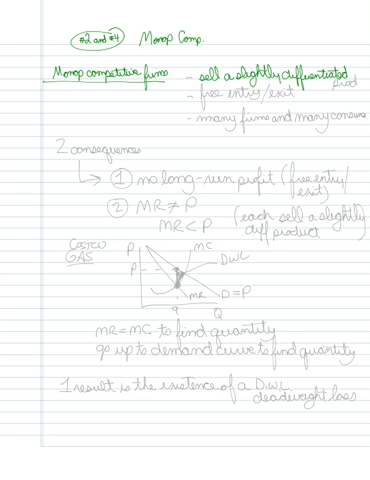 #2 and #4 Monop Comp.
Monop competitive firms - sell a slightly differentiated prod
- free entry/exit
- many firms and many consums
2 consequences
① no long-run profit (free entry/
exit)
② MR ≠ P
MR < P (each sell a slightly
diff product)
COSTCO
GAS
P MC
DWL
P
MR D=P
q Q
MR=MC to find quantity
go up to demand curve to find quantity
1 result is the existence of a DWL
deadweight loss